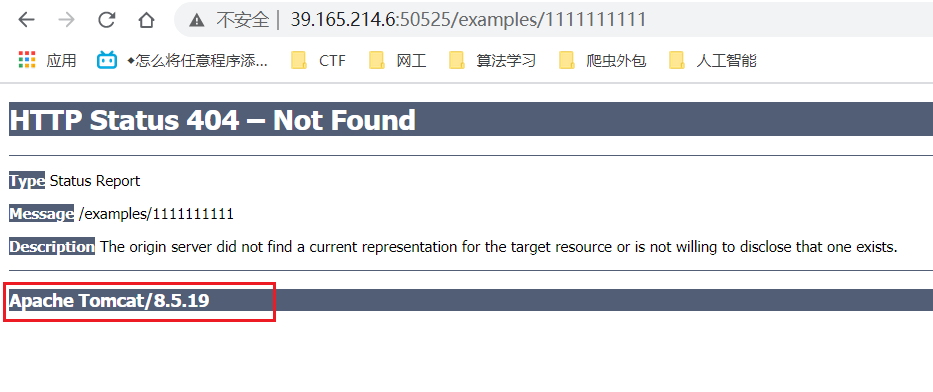 不安全 | 39.165.214.6:50525/examples/1111111111
应用 ◆怎么将任意程序添... CTF 网工 算法学习 爬虫外包 人工智能
HTTP Status 404 – Not Found
Type Status Report
Message /examples/1111111111
Description The origin server did not find a current representation for the target resource or is not willing to disclose that one exists.
Apache Tomcat/8.5.19